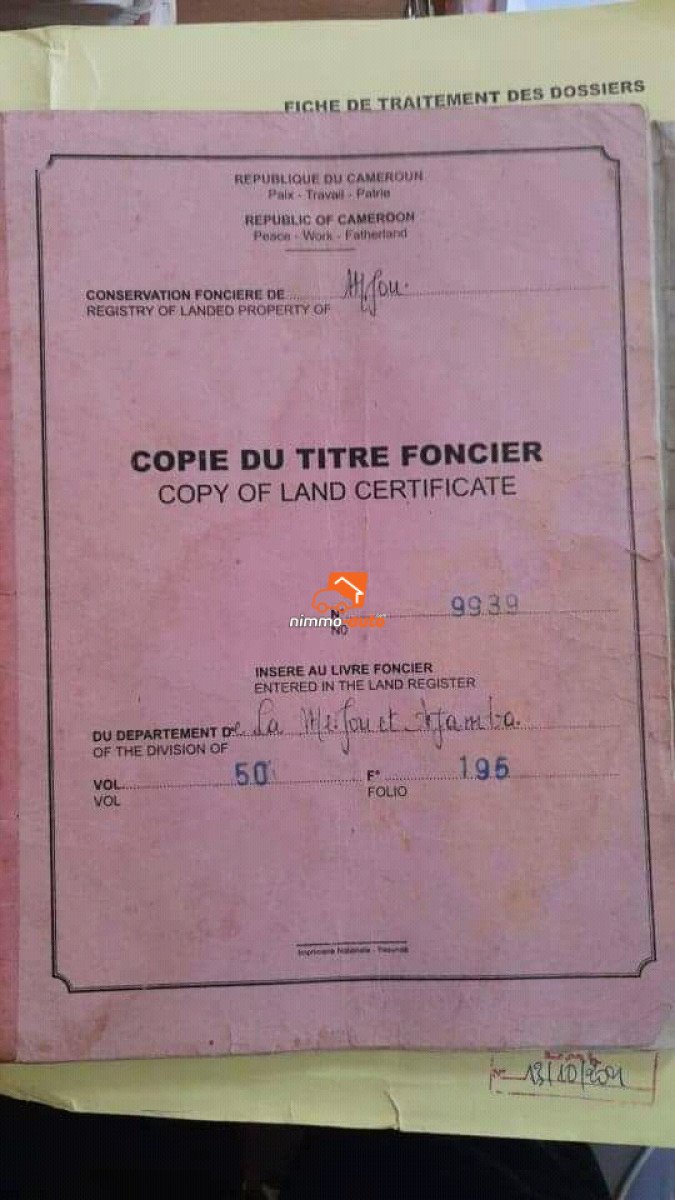 FICHE DE TRAITEMENT DES DOSSIERS
REPUBLIQUE DU CAMEROUN
Paix - Travail - Patrie
REPUBLIC OF CAMEROON
Peace - Work - Fatherland
CONSERVATION FONCIERE DE Mfou
REGISTRY OF LANDED PROPERTY OF
COPIE DU TITRE FONCIER
COPY OF LAND CERTIFICATE
N° 9939
nimmo
NO
INSERE AU LIVRE FONCIER
ENTERED IN THE LAND REGISTER
DU DEPARTEMENT De La Mefou et Afamba
OF THE DIVISION OF
VOL 50 F° 195
VOL FOLIO
Imprimerie Nationale - Yaoundé